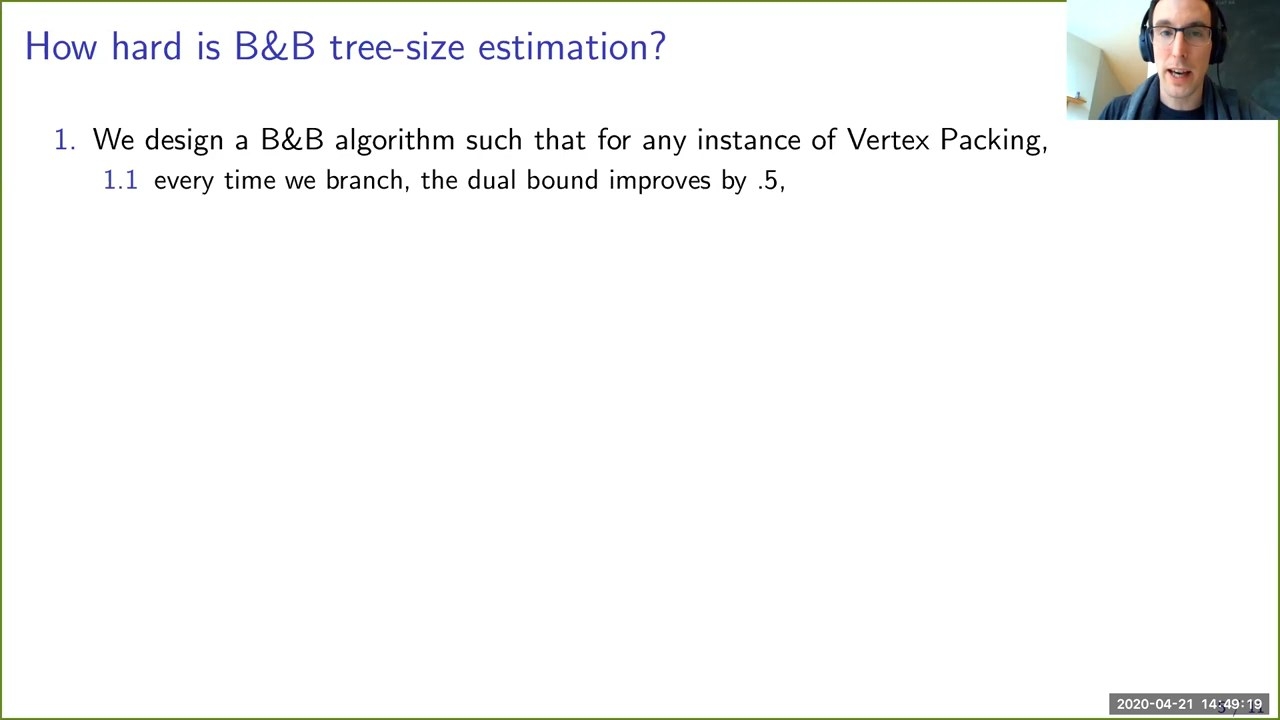 How hard is B&B tree-size estimation?
1. We design a B&B algorithm such that for any instance of Vertex Packing,
1.1 every time we branch, the dual bound improves by .5,
2020-04-21 14:49:19